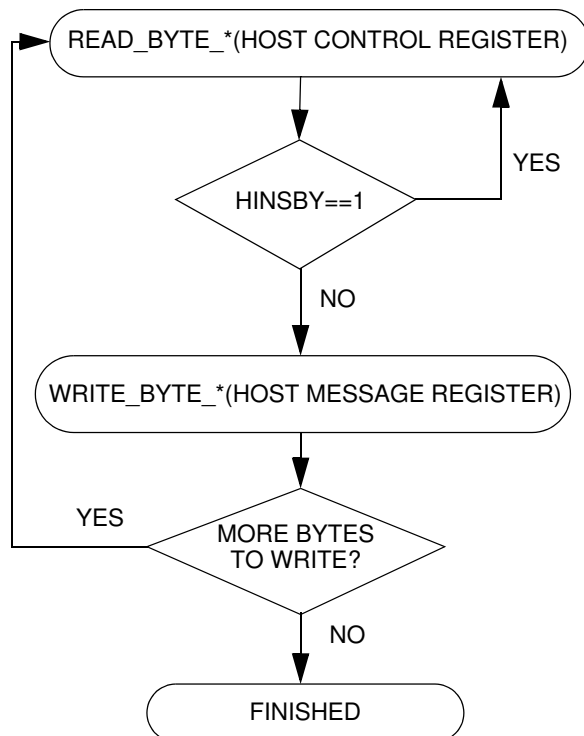 READ_BYTE_*(HOST CONTROL REGISTER)
YES
HINSBY==1
NO
WRITE_BYTE_*(HOST MESSAGE REGISTER)
YES
MORE BYTES
TO WRITE?
NO
FINISHED